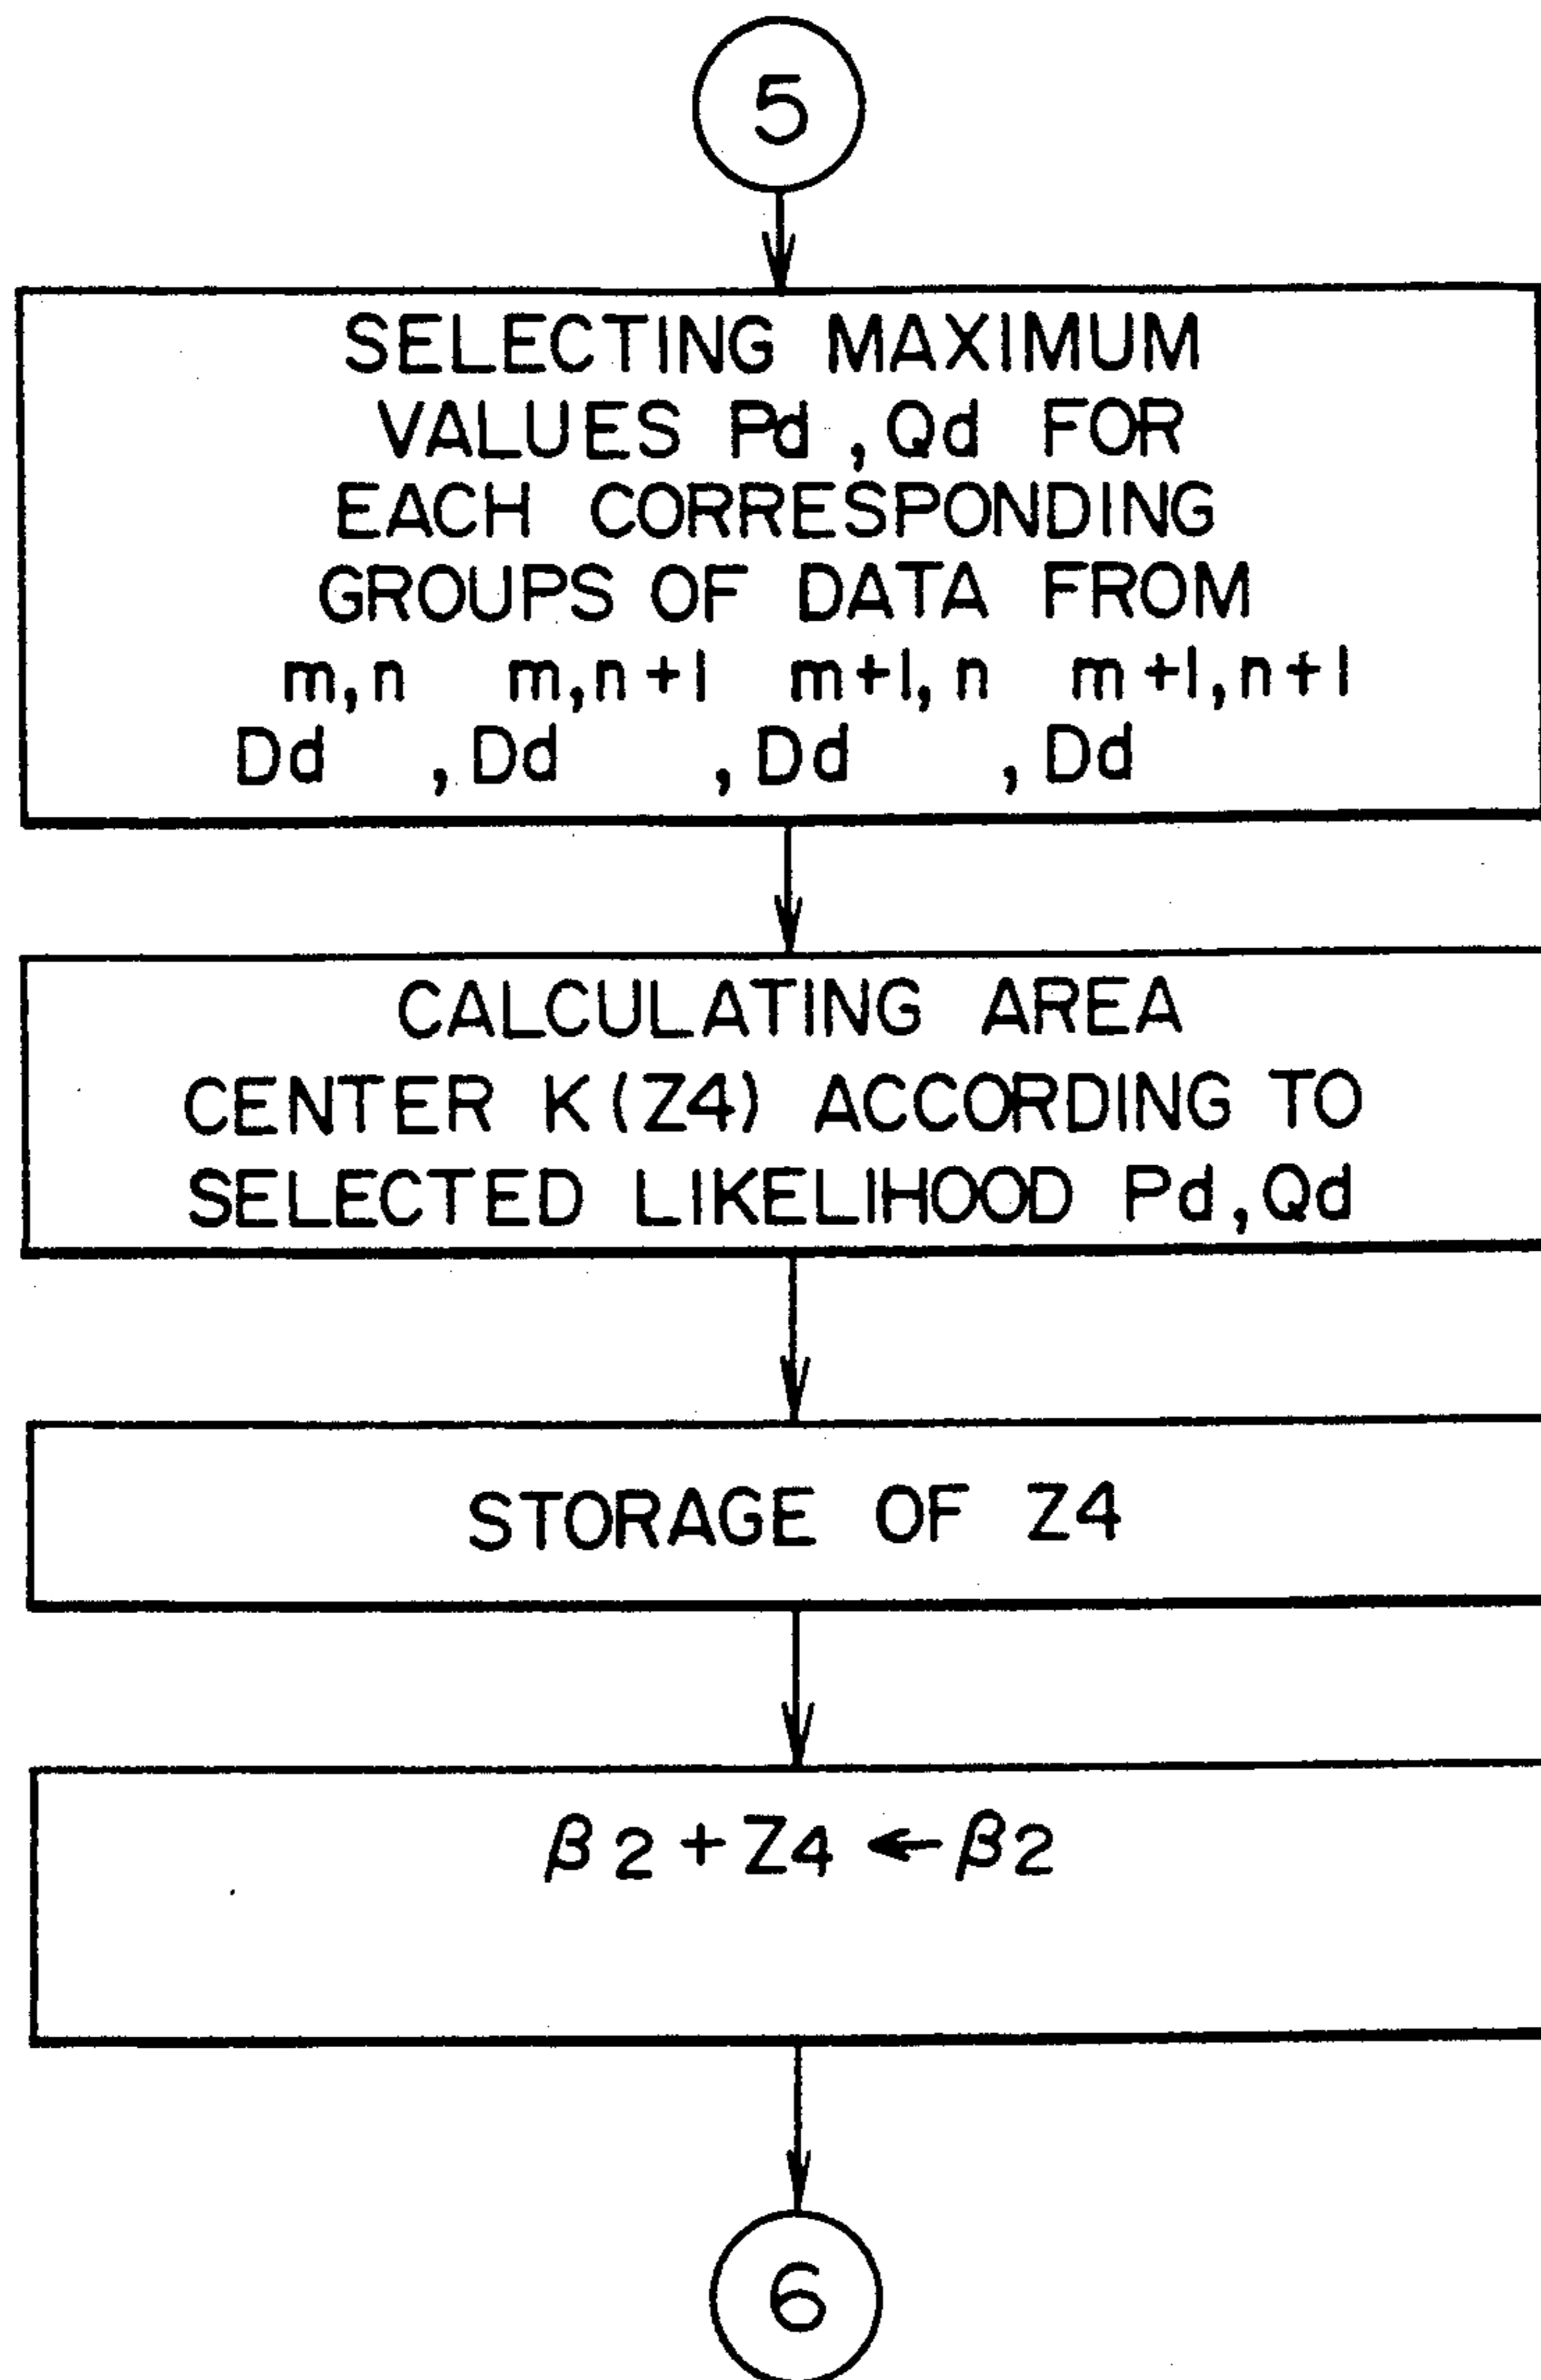 5
SELECTING MAXIMUM
VALUES Pd ,Qd FOR
EACH CORRESPONDING
GROUPS OF DATA FROM
m,n m,n+1 m+1,n m+1,n+1
Dd ,Dd ,Dd ,Dd
CALCULATING AREA
CENTER K(Z4) ACCORDING TO
SELECTED LIKELIHOOD Pd,Qd
STORAGE OF Z4
β2+Z4←β2
6